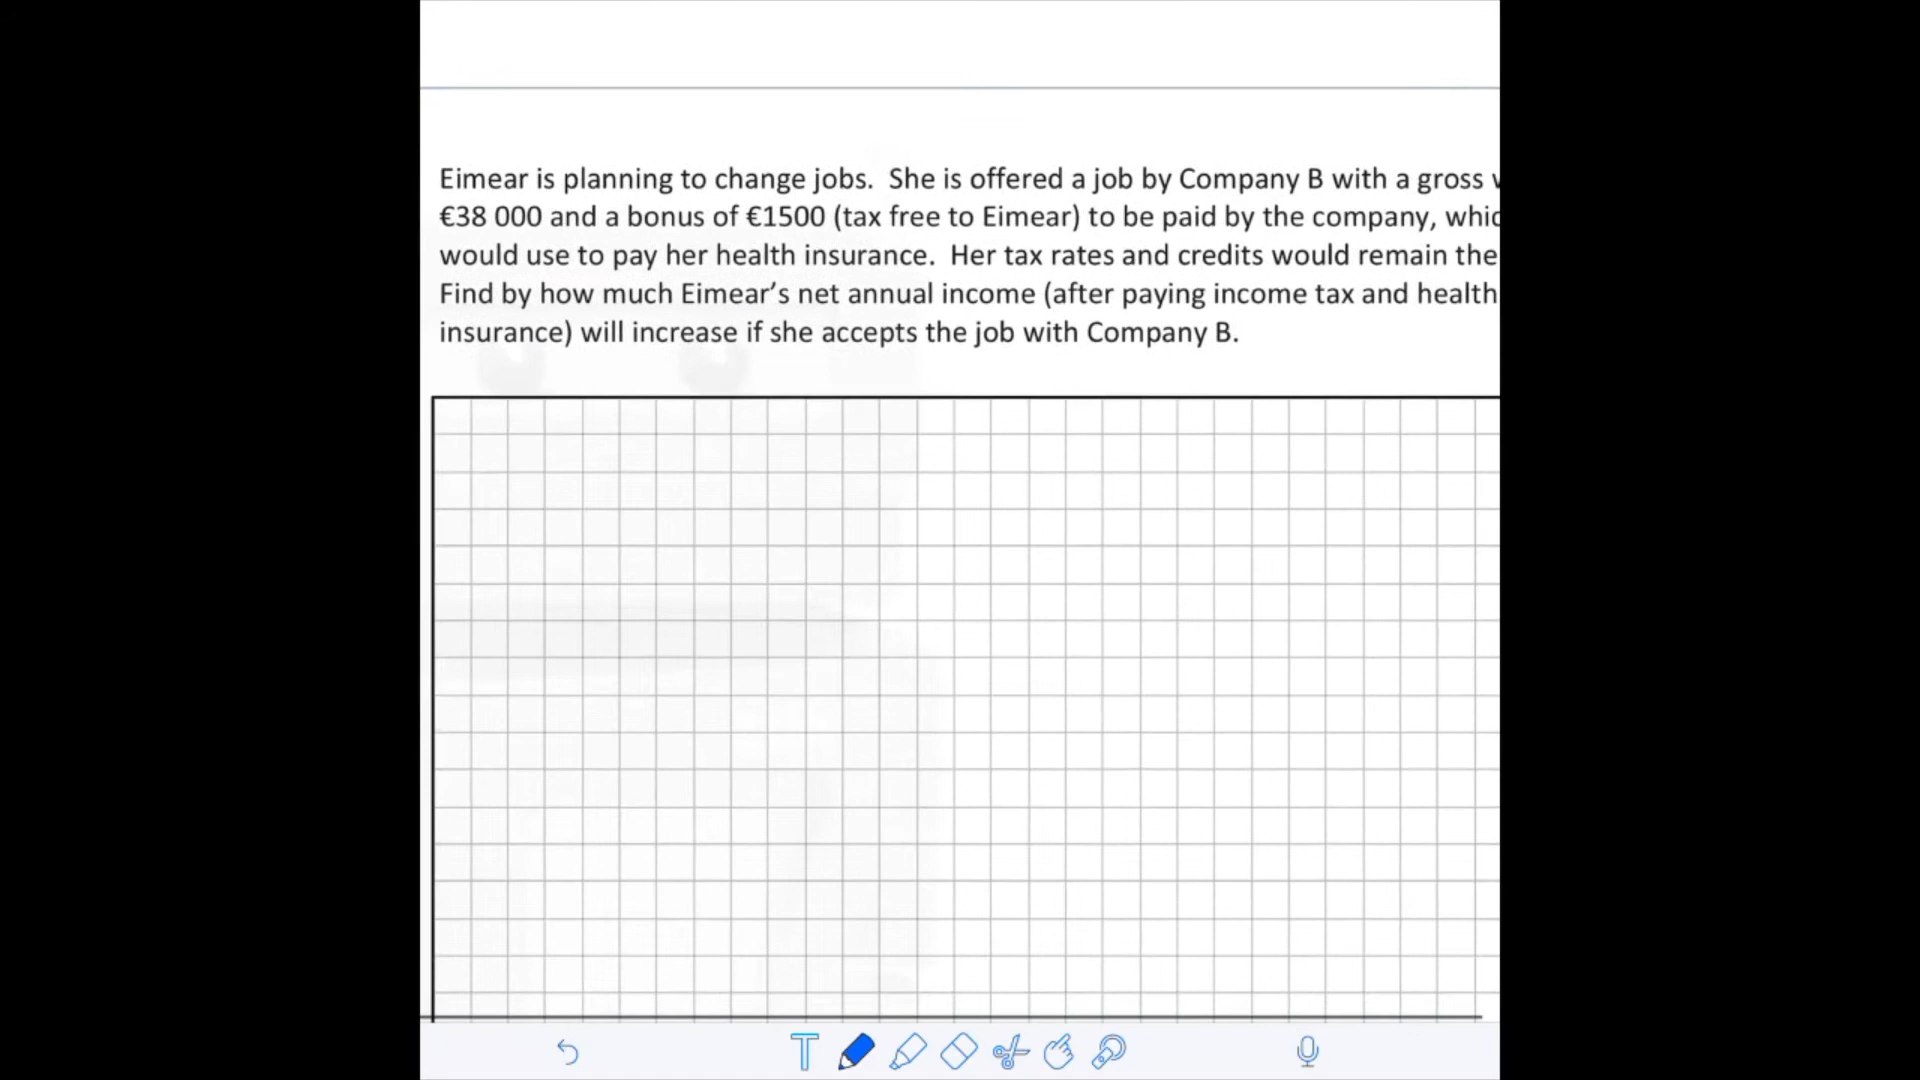 Eimear is planning to change jobs. She is offered a job by Company B with a gross
€38 000 and a bonus of €1500 (tax free to Eimear) to be paid by the company,
would use to pay her health insurance. Her tax rates and credits would remain the
Find by how much Eimear's net annual income (after paying income tax and health
insurance) will increase if she accepts the job with Company B.
T